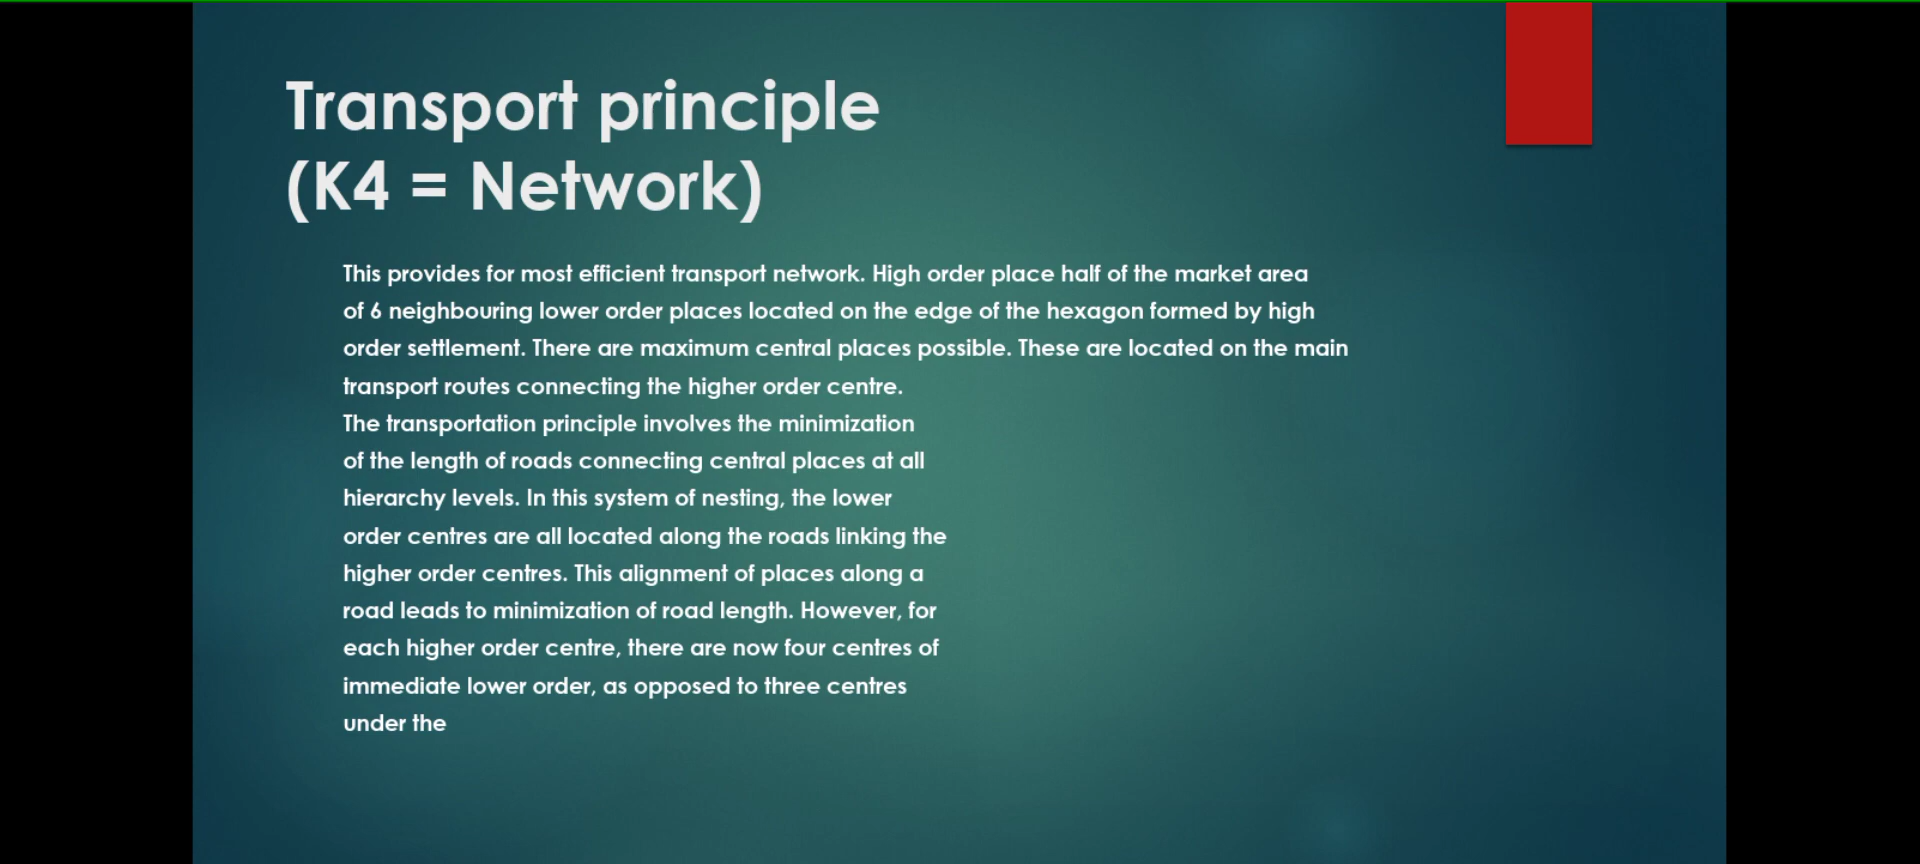 Transport principle
(K4 = Network)
This provides for most efficient transport network. High order place half of the market area
of 6 neighbouring lower order places located on the edge of the hexagon formed by high
order settlement. There are maximum central places possible. These are located on the main
transport routes connecting the higher order centre.
The transportation principle involves the minimization
of the length of roads connecting central places at all
hierarchy levels. In this system of nesting, the lower
order centres are all located along the roads linking the
higher order centres. This alignment of places along a
road leads to minimization of road length. However, for
each higher order centre, there are now four centres of
immediate lower order, as opposed to three centres
under the